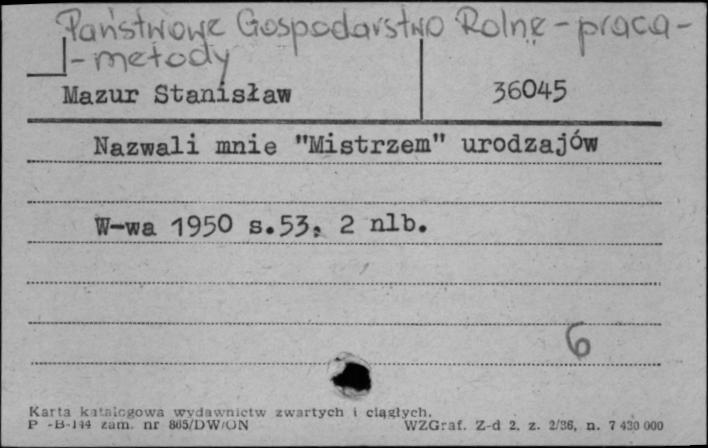 Państwowe Gospodarstwo Rolne - praca -
- metody
Mazur Stanisław 36045
Nazwali mnie "Mistrzem" urodzajów
W-wa 1950 s.53, 2 nlb.
6
Karta katalogowa wydawnictw zwartych i ciągłych.
P -B-144 zam. nr 865/DW/ON WZGraf. Z-d 2, z. 2/36, n. 7 430 000